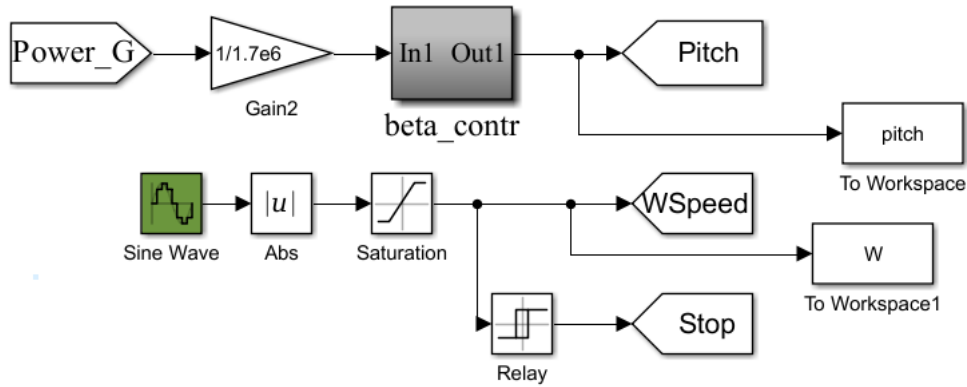 Power_G
1/1.7e6
Gain2
In1 Out1
beta_contr
Pitch
pitch
To Workspace
Sine Wave
|u|
Abs
Saturation
WSpeed
W
To Workspace1
Relay
Stop